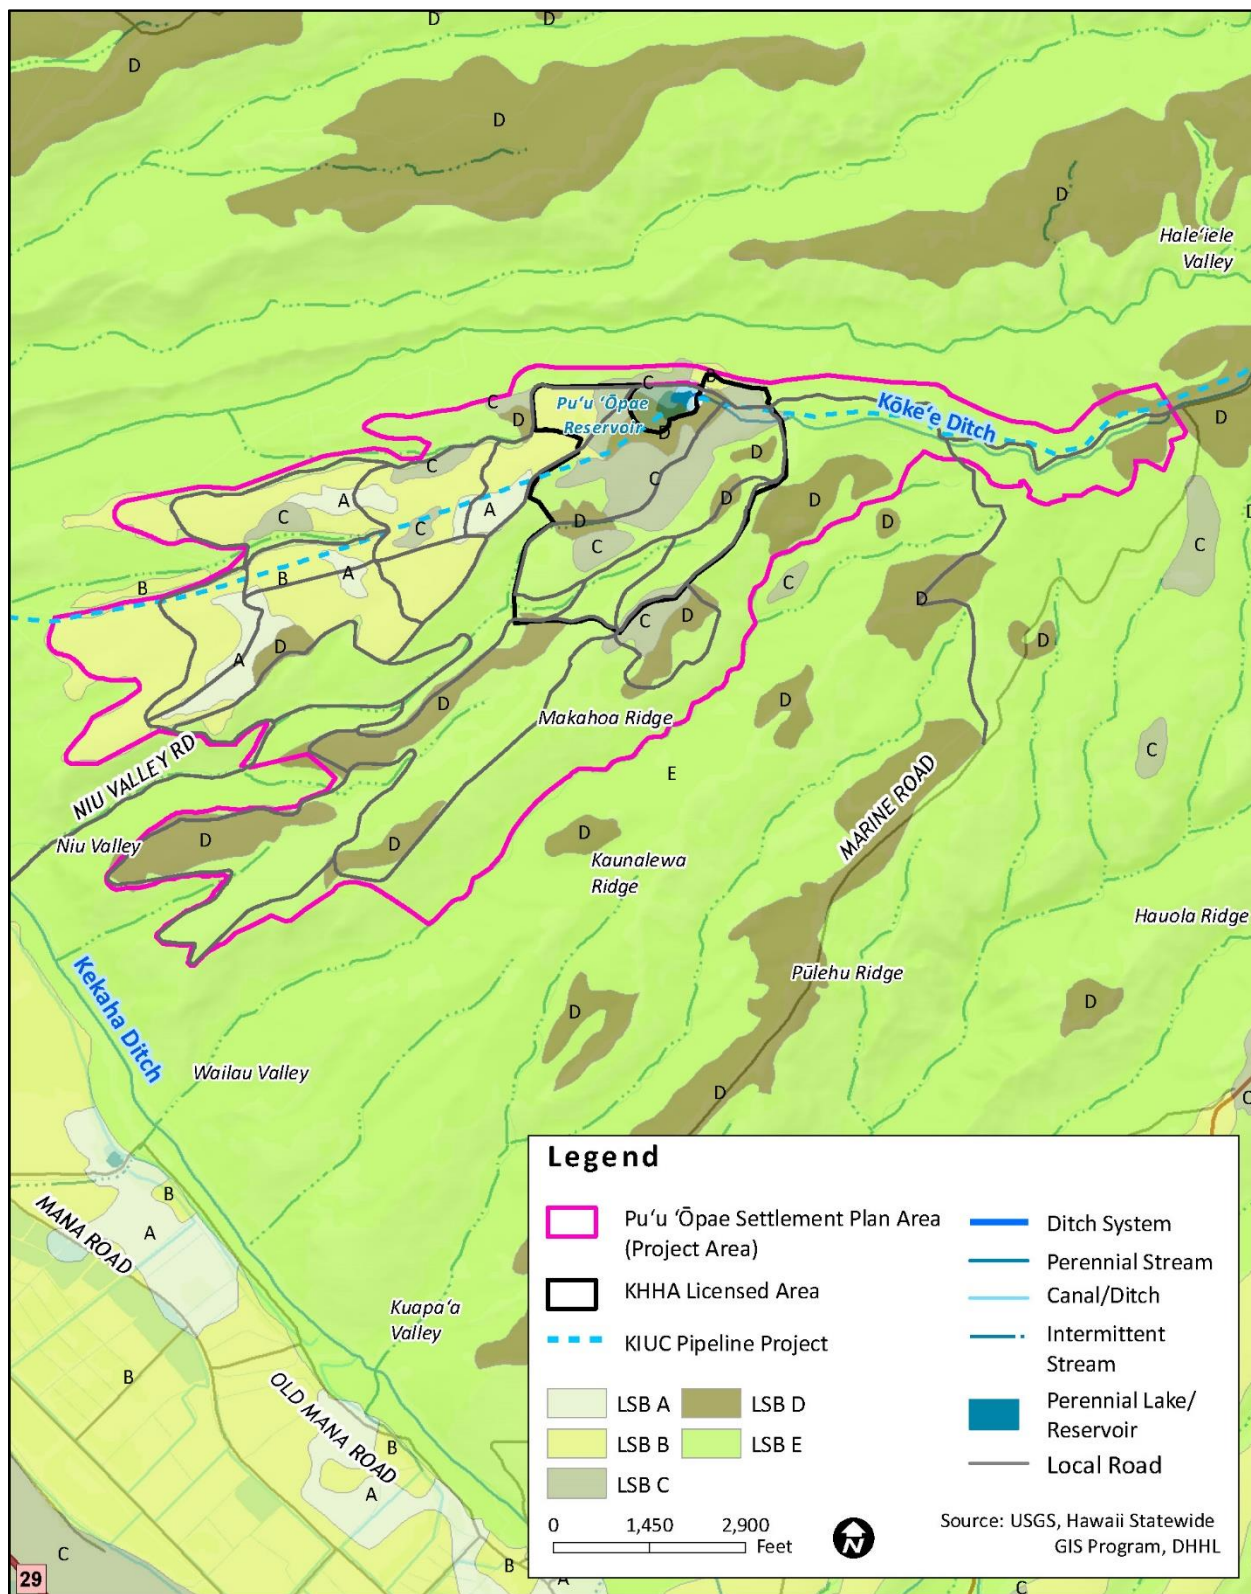 D
D
D
D
D
Hale‘iele
Valley
C
D
Pu‘u ‘Ōpae
Reservoir
Kōke‘e Ditch
D
C
D
D
D
C
C
D
D
A
A
C
C
D
D
C
B
B
A
C
C
D
D
D
C
D
A
D
D
D
Makahoa Ridge
C
NIU VALLEY RD
E
MARINE ROAD
Niu Valley
D
D
D
Kaunalewa
Ridge
Hauola Ridge
Kekaha Ditch
Pūlehu Ridge
D
D
Wailau Valley
D
C
B
A
MANA ROAD
Kuapa‘a
Valley
B
OLD MANA ROAD
B
A
C
B
A
C
29
Legend
Pu‘u ‘Ōpae Settlement Plan Area
(Project Area)
KHHA Licensed Area
KIUC Pipeline Project
LSB A
LSB D
LSB B
LSB E
LSB C
Ditch System
Perennial Stream
Canal/Ditch
Intermittent
Stream
Perennial Lake/
Reservoir
Local Road
0 1,450 2,900
Feet
Source: USGS, Hawaii Statewide
GIS Program, DHHL